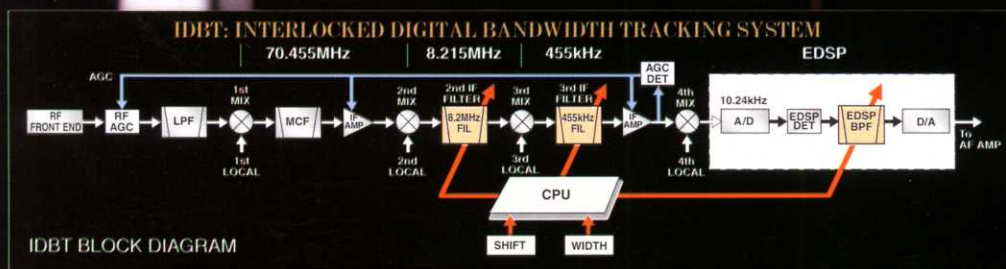 IDBT: INTERLOCKED DIGITAL BANDWIDTH TRACKING SYSTEM
70.455MHz
8.215MHz
455kHz
EDSP
AGC
AGC
DET
1st
MIX
2nd
MIX
2nd IF
FILTER
3rd
MIX
3rd IF
FILTER
4th
MIX
RF
FRONT END
RF
AGC
LPF
MCF
IF
AMP
8.2MHz
FIL
455kHz
FIL
IF
AMP
10.24kHz
A/D
EDSP
DET
EDSP
BPF
D/A
To
AF AMP
1st
LOCAL
2nd
LOCAL
3rd
LOCAL
4th
LOCAL
CPU
SHIFT
WIDTH
IDBT BLOCK DIAGRAM